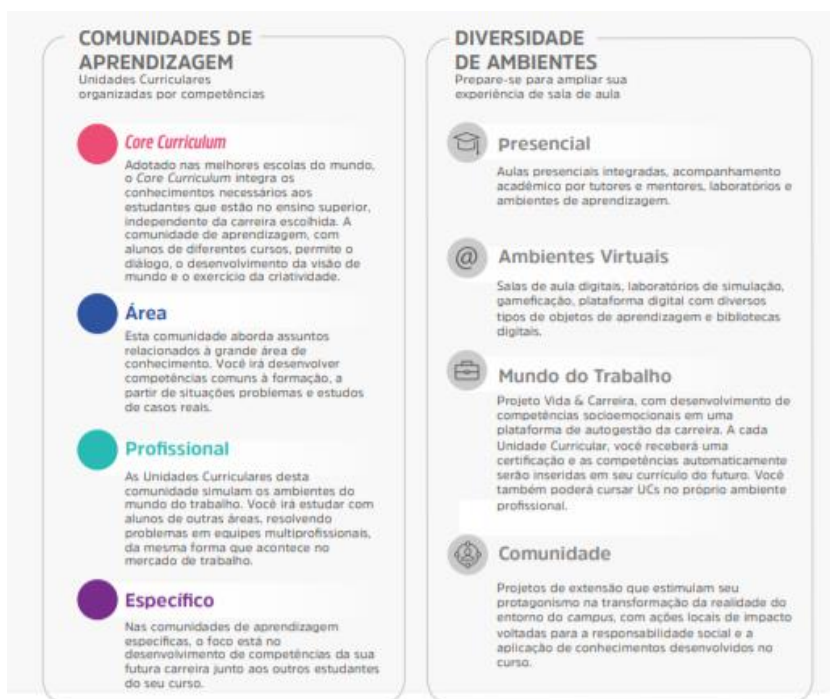 COMUNIDADES DE
APRENDIZAGEM
Unidades Curriculares
organizadas por competências
Core Curriculum
Adotado nas melhores escolas do mundo,
o Core Curriculum integra os
conhecimentos necessários aos
estudantes que estão no ensino superior,
independente da carreira escolhida. A
comunidade de aprendizagem, com
alunos de diferentes cursos, permite o
diálogo, o desenvolvimento da visão de
mundo e o exercício da criatividade.
Área
Esta comunidade aborda assuntos
relacionados à grande área de
conhecimento. Você irá desenvolver
competências comuns à formação, a
partir de situações problemas e estudos
de casos reais.
Profissional
As Unidades Curriculares desta
comunidade simulam os ambientes do
mundo do trabalho. Você irá estudar com
alunos de outras áreas, resolvendo
problemas em equipes multiprofissionais,
da mesma forma que acontece no
mercado de trabalho.
Específico
Nas comunidades de aprendizagem
específicas, o foco está no
desenvolvimento de competências da sua
futura carreira junto aos outros estudantes
do seu curso.
DIVERSIDADE
DE AMBIENTES
Prepare-se para ampliar sua
experiência de sala de aula
Presencial
Aulas presenciais integradas, acompanhamento
acadêmico por tutores e mentores, laboratórios e
ambientes de aprendizagem.
@
Ambientes Virtuais
Salas de aula digitais, laboratórios de simulação,
gameficação, plataforma digital com diversos
tipos de objetos de aprendizagem e bibliotecas
digitais.
Mundo do Trabalho
Projeto Vida & Carreira, com desenvolvimento de
competências socioemocionais em uma
plataforma de autogestão da carreira. A cada
Unidade Curricular, você receberá uma
certificação e as competências automaticamente
serão inseridas em seu currículo do futuro. Você
também poderá cursar UCs no próprio ambiente
profissional.
Comunidade
Projetos de extensão que estimulam seu
protagonismo na transformação da realidade do
entorno do campus, com ações locais de impacto
voltadas para a responsabilidade social e a
aplicação de conhecimentos desenvolvidos no
curso.